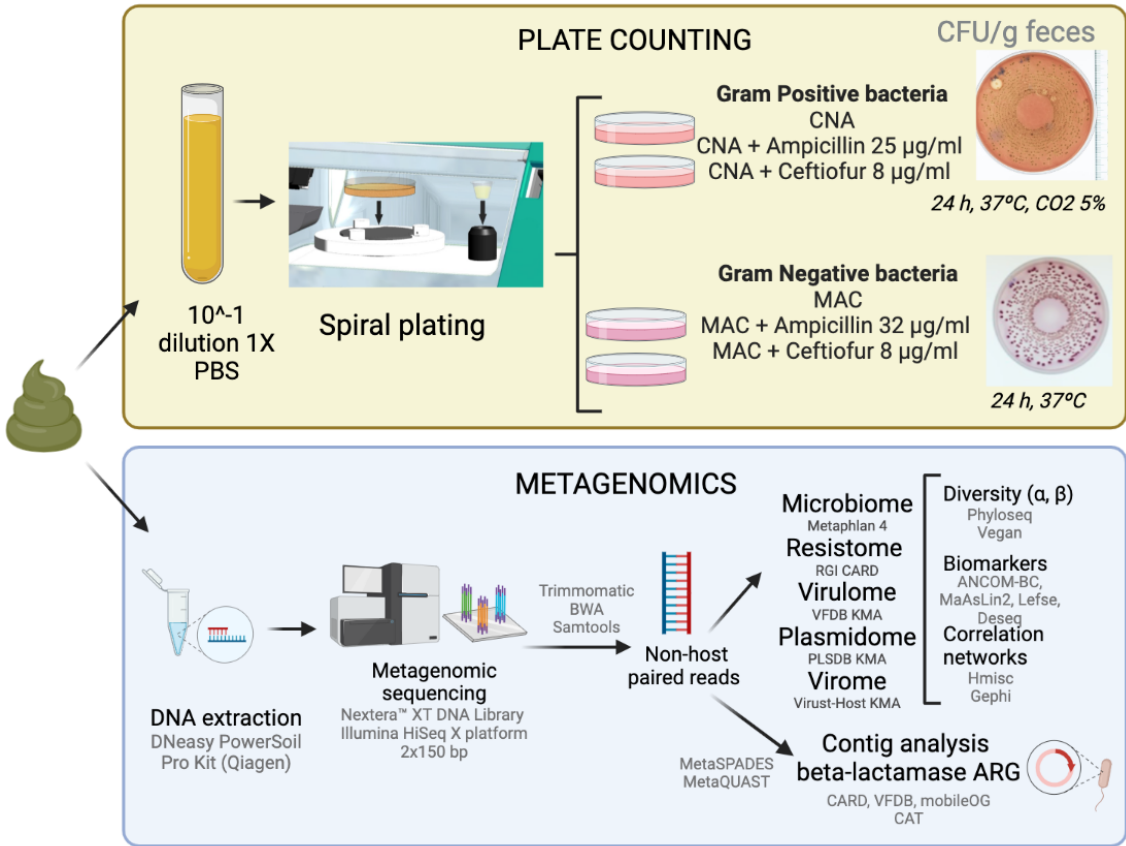 PLATE COUNTING
CFU/g feces
10^-1
dilution 1X
PBS
Spiral plating
Gram Positive bacteria
CNA
CNA + Ampicillin 25 µg/ml
CNA + Ceftiofur 8 µg/ml
24 h, 37ºC, CO2 5%
Gram Negative bacteria
MAC
MAC + Ampicillin 32 µg/ml
MAC + Ceftiofur 8 µg/ml
24 h, 37ºC
METAGENOMICS
DNA extraction
DNeasy PowerSoil
Pro Kit (Qiagen)
Metagenomic
sequencing
Nextera™ XT DNA Library
Illumina HiSeq X platform
2x150 bp
Trimmomatic
BWA
Samtools
Non-host
paired reads
Microbiome
Metaphlan 4
Resistome
RGI CARD
Virulome
VFDB KMA
Plasmidome
PLSDB KMA
Virome
Virust-Host KMA
Diversity (α, β)
Phyloseq
Vegan
Biomarkers
ANCOM-BC,
MaAsLin2, Lefse,
Deseq
Correlation
networks
Hmisc
Gephi
MetaSPADES
MetaQUAST
Contig analysis
beta-lactamase ARG
CARD, VFDB, mobileOG
CAT